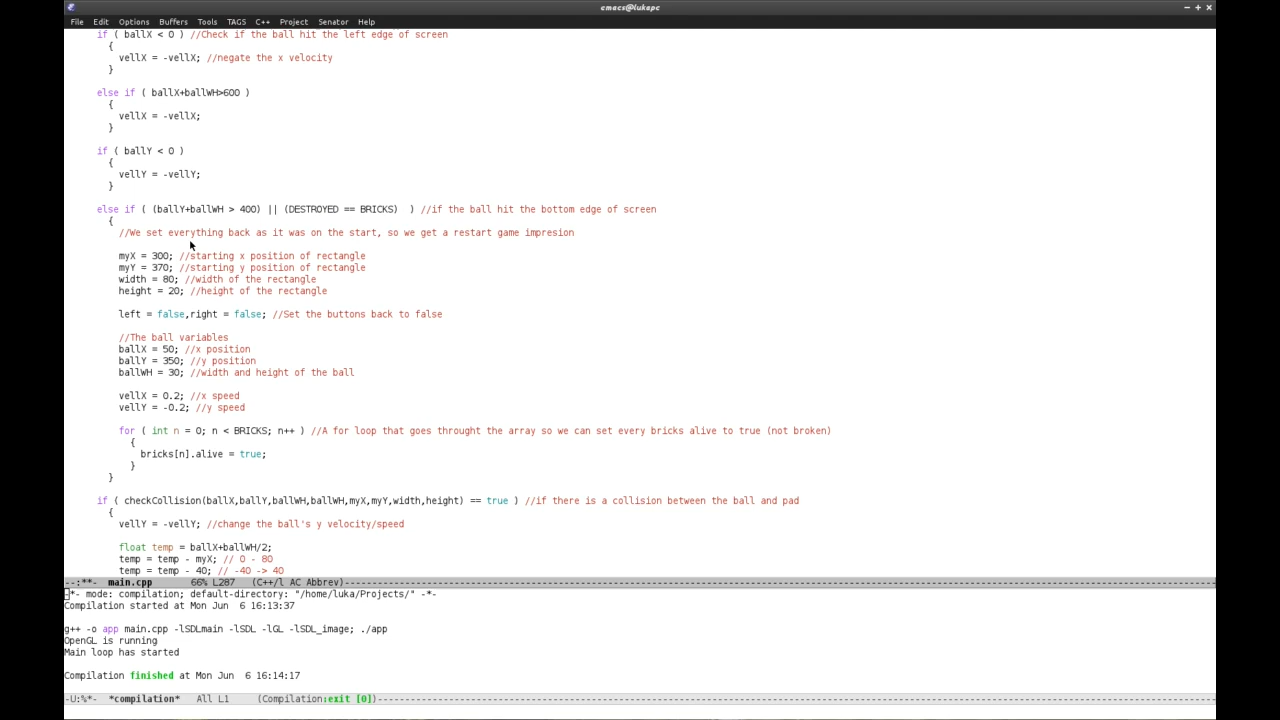 emacs@lukapc
File Edit Options Buffers Tools TAGS C++ Project Senator Help
if ( ballX < 0 ) //Check if the ball hit the left edge of screen
{
vellX = -vellX; //negate the x velocity
}
else if ( ballX+ballWH>600 )
{
vellX = -vellX;
}
if ( ballY < 0 )
{
vellY = -vellY;
}
else if ( (ballY+ballWH > 400) || (DESTROYED == BRICKS)  ) //if the ball hit the bottom edge of screen
{
//We set everything back as it was on the start, so we get a restart game impresion
myX = 300; //starting x position of rectangle
myY = 370; //starting y position of rectangle
width = 80; //width of the rectangle
height = 20; //height of the rectangle
left = false,right = false; //Set the buttons back to false
//The ball variables
ballX = 50; //x position
ballY = 350; //y position
ballWH = 30; //width and height of the ball
vellX = 0.2; //x speed
vellY = -0.2; //y speed
for ( int n = 0; n < BRICKS; n++ ) //A for loop that goes throught the array so we can set every bricks alive to true (not broken)
{
bricks[n].alive = true;
}
}
if ( checkCollision(ballX,ballY,ballWH,ballWH,myX,myY,width,height) == true ) //if there is a collision between the ball and pad
{
vellY = -vellY; //change the ball's y velocity/speed
float temp = ballX+ballWH/2;
temp = temp - myX; // 0 - 80
temp = temp - 40; // -40 -> 40
--:**-  main.cpp       66% L287   (C++/l AC Abbrev)----------------------------------------------------------------
-*- mode: compilation; default-directory: "/home/luka/Projects/" -*-
Compilation started at Mon Jun  6 16:13:37
g++ -o app main.cpp -lSDLmain -lSDL -lGL -lSDL_image; ./app
OpenGL is running
Main loop has started
Compilation finished at Mon Jun  6 16:14:17
-U:%*-  *compilation*   All L1     (Compilation:exit [0])----------------------------------------------------------------